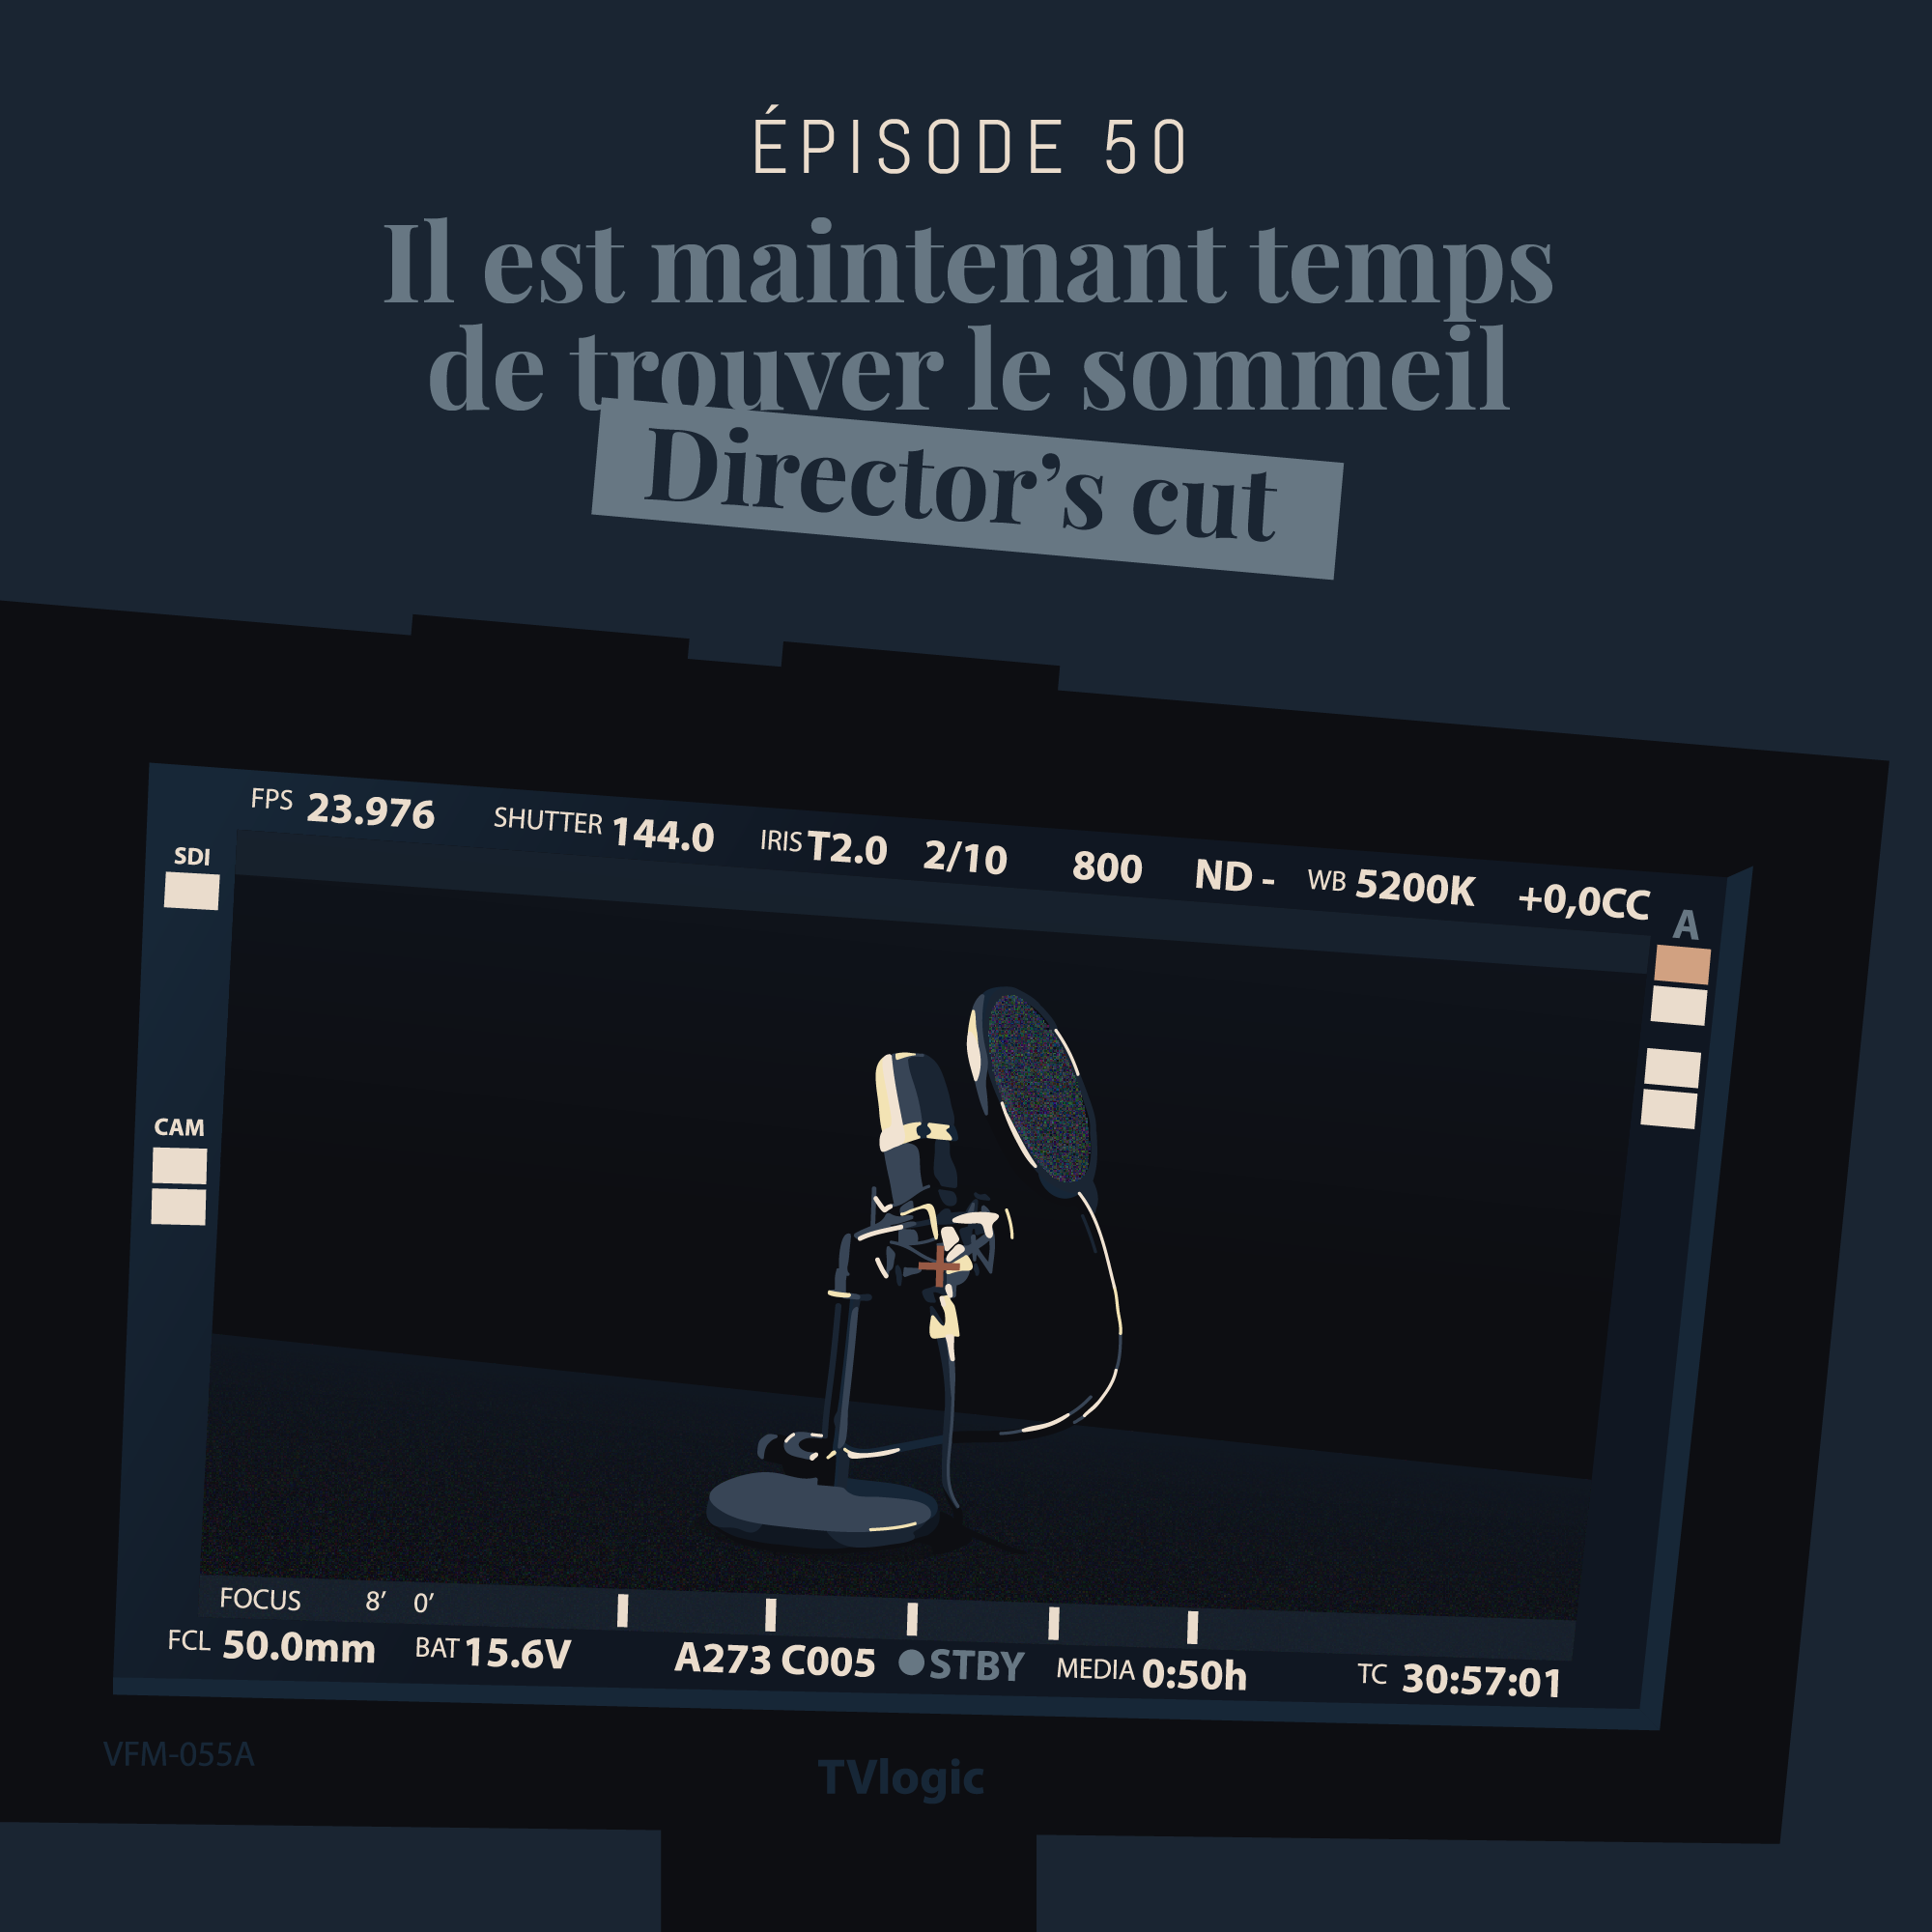 ÉPISODE 50
Il est maintenant temps
de trouver le sommeil
Director’s cut
FPS 23.976 SHUTTER 144.0 IRIS T2.0 2/10 800 ND - WB 5200K +0,0CC
A
SDI
CAM
FOCUS 8’ 0’
FCL 50.0mm BAT 15.6V A273 C005 STBY MEDIA 0:50h TC 30:57:01
VFM-055A
TVlogic